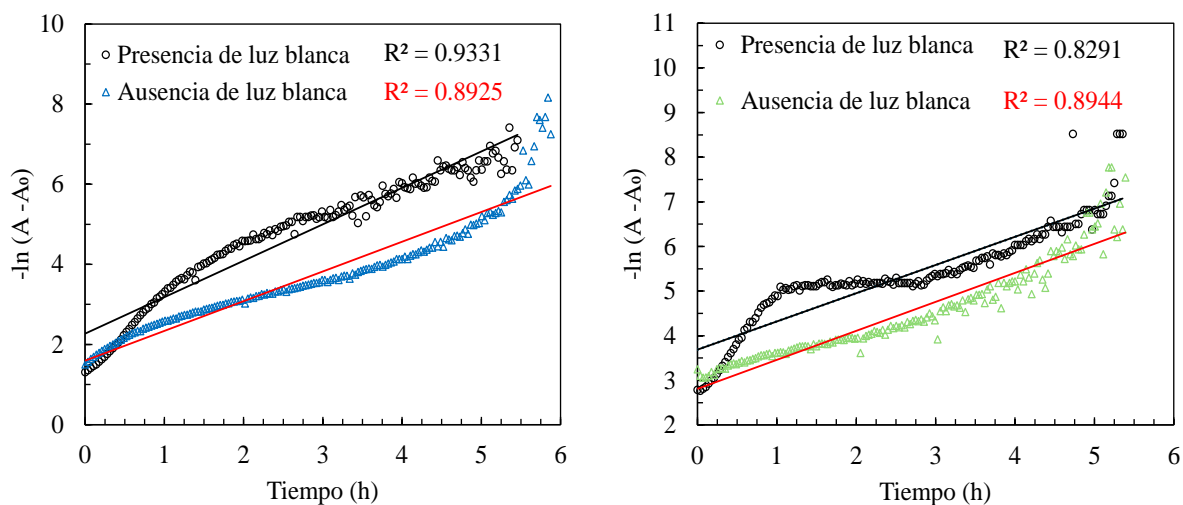 10
8
6
4
2
0
-ln (A -A₀)
Presencia de luz blanca
R² = 0.9331
Ausencia de luz blanca
R² = 0.8925
0 1 2 3 4 5 6
Tiempo (h)
11
10
9
8
7
6
5
4
3
2
-ln (A -A₀)
Presencia de luz blanca
R² = 0.8291
Ausencia de luz blanca
R² = 0.8944
0 1 2 3 4 5 6
Tiempo (h)